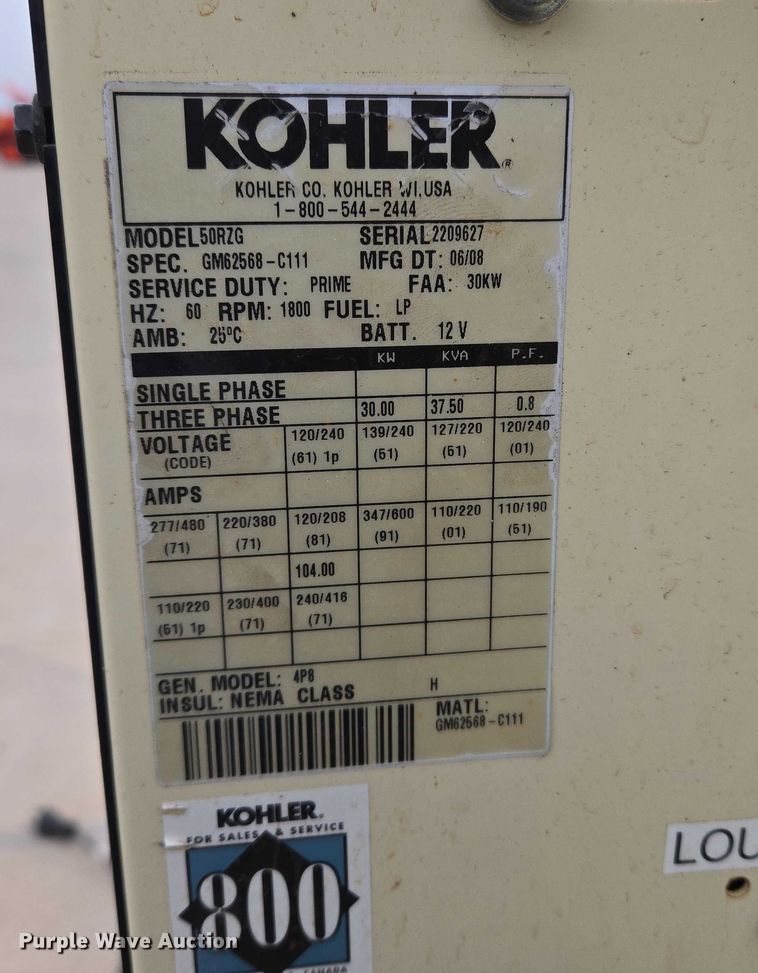 KOHLER®
KOHLER CO. KOHLER WI. USA
1-800-544-2444
MODEL 50RZG SERIAL 2209627
SPEC. GM62568-C111 MFG DT: 06/08
SERVICE DUTY: PRIME FAA: 30KW
HZ: 60 RPM: 1800 FUEL: LP
AMB: 25°C BATT. 12 V
KW KVA P.F.
SINGLE PHASE
THREE PHASE 30.00 37.50 0.8
VOLTAGE 120/240 139/240 127/220 120/240
(CODE) (61) 1p (51) (51) (01)
AMPS
277/480 220/380 120/208 347/600 110/220 110/190
(71) (71) (81) (91) (01) (51)
104.00
110/220 230/400 240/416
(51) 1p (71) (71)
GEN. MODEL: 4P8
INSUL: NEMA CLASS H
MATL:
GM62568-C111
KOHLER®
FOR SALES & SERVICE
800
CANADA
LOU
Purple Wave Auction